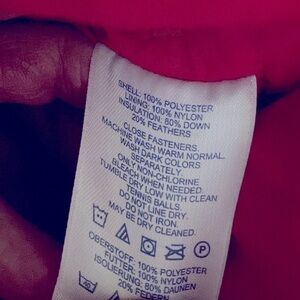 SHELL: 100% POLYESTER
LINING: 100% NYLON
INSULATION: 80% DOWN
20% FEATHERS
CLOSE FASTENERS.
MACHINE WASH WARM NORMAL.
WASH DARK COLORS
SEPARATELY.
ONLY NON-CHLORINE
BLEACH WHEN NEEDED.
TUMBLE DRY LOW WITH CLEAN
TENNIS BALLS.
DO NOT LINE DRY.
DO NOT IRON.
MAY BE DRY CLEANED.
P
OBERSTOFF: 100% POLYESTER
FUTTER: 100% NYLON
ISOLIERUNG: 80% DAUNEN
20% FEDERN